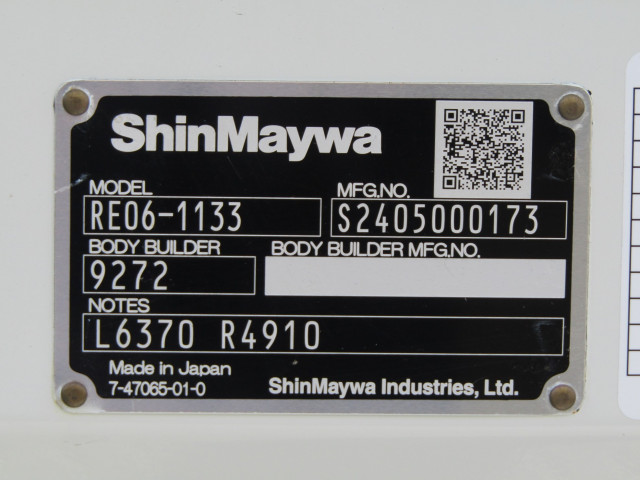 ShinMaywa
MODEL MFG.NO.
RE06-1133 S2405000173
BODY BUILDER BODY BUILDER MFG.NO.
9272
NOTES
L6370 R4910
Made in Japan
7-47065-01-0 ShinMaywa Industries, Ltd.